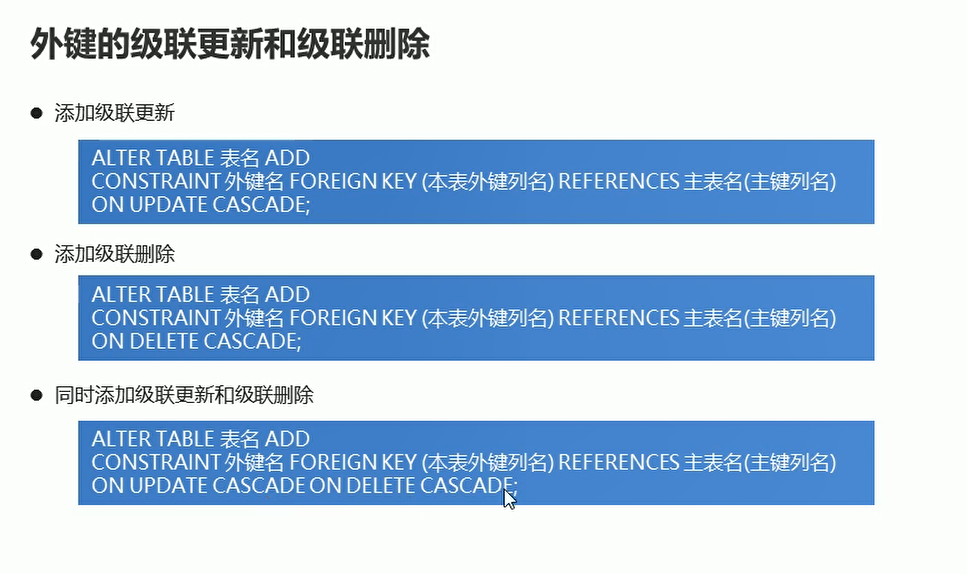 外键的级联更新和级联删除
● 添加级联更新
ALTER TABLE 表名 ADD
CONSTRAINT 外键名 FOREIGN KEY (本表外键列名) REFERENCES 主表名(主键列名)
ON UPDATE CASCADE;
● 添加级联删除
ALTER TABLE 表名 ADD
CONSTRAINT 外键名 FOREIGN KEY (本表外键列名) REFERENCES 主表名(主键列名)
ON DELETE CASCADE;
● 同时添加级联更新和级联删除
ALTER TABLE 表名 ADD
CONSTRAINT 外键名 FOREIGN KEY (本表外键列名) REFERENCES 主表名(主键列名)
ON UPDATE CASCADE ON DELETE CASCADE;